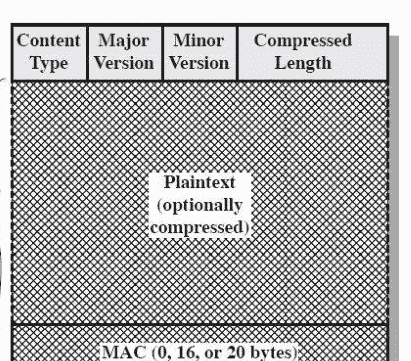 Content Major Minor Compressed
Type Version Version Length
Plaintext
(optionally
compressed)
MAC (0, 16, or 20 bytes)